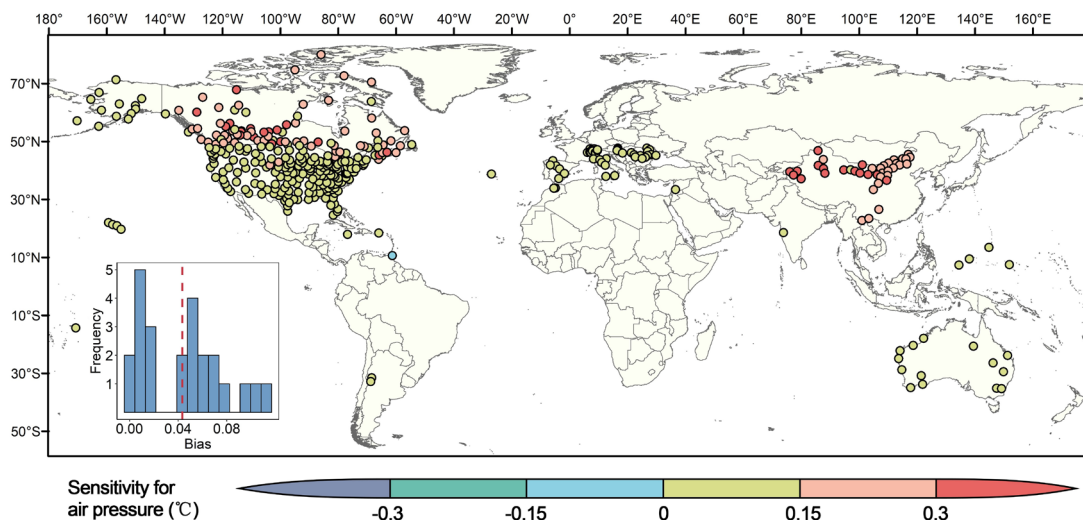 180° 160° 140° 120° 100° 80° 60° 40° 20° 0° 20° 40° 60° 80° 100° 120° 140° 160°
70°N
50°N
30°N
10°N
10°S
30°S
50°S
5
4
3
2
1
Frequency
0.00 0.04 0.08
Bias
Sensitivity for
air pressure (℃)
-0.3 -0.15 0 0.15 0.3